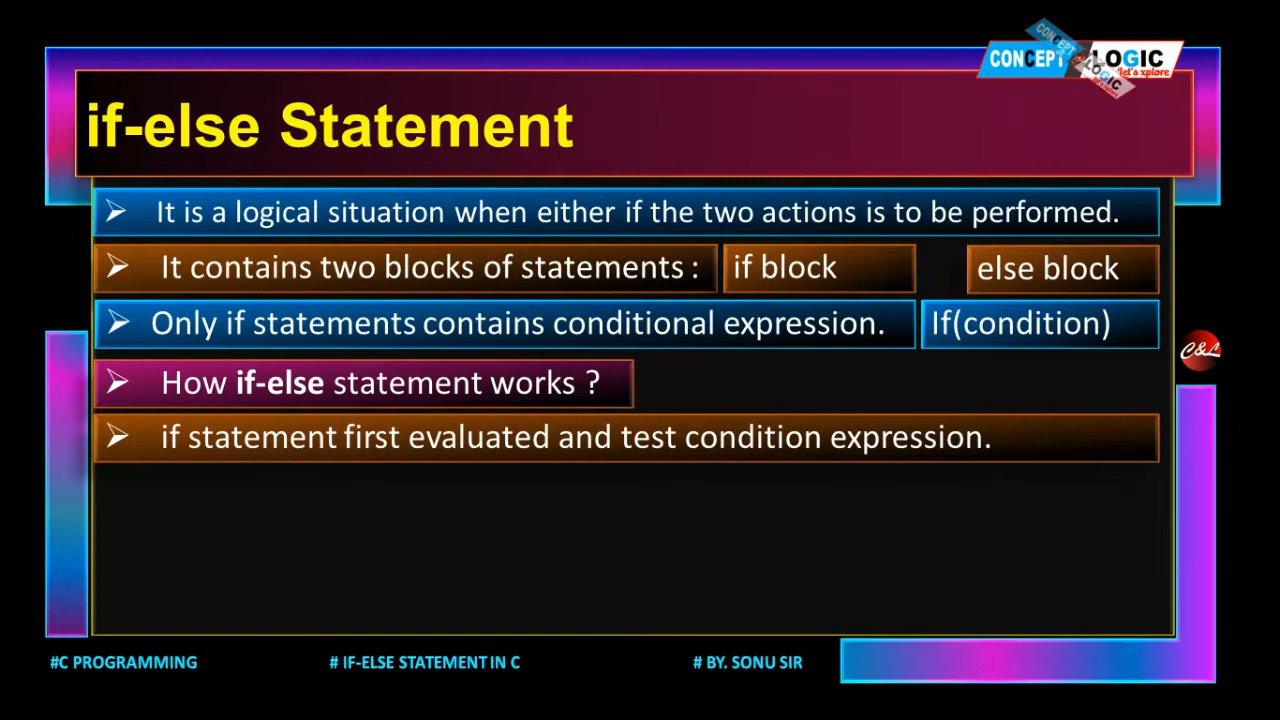 CONCEPT & LOGIC
let's xplore
if-else Statement
➢ It is a logical situation when either if the two actions is to be performed.
➢ It contains two blocks of statements : if block else block
➢ Only if statements contains conditional expression. If(condition)
C&L
➢ How if-else statement works ?
➢ if statement first evaluated and test condition expression.
#C PROGRAMMING # IF-ELSE STATEMENT IN C # BY. SONU SIR